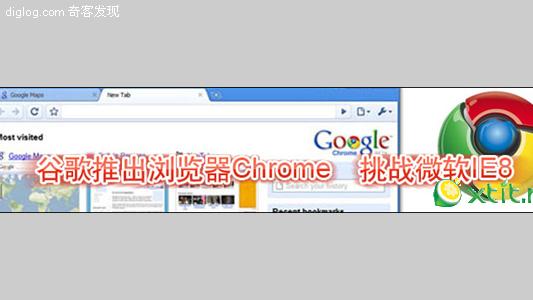 diglog.com 奇客发现
Google Maps
New Tab
Most visited
Google
Google Maps
Chrome
谷歌推出浏览器Chrome 挑战微软IE8
Search your history
Recent bookmarks